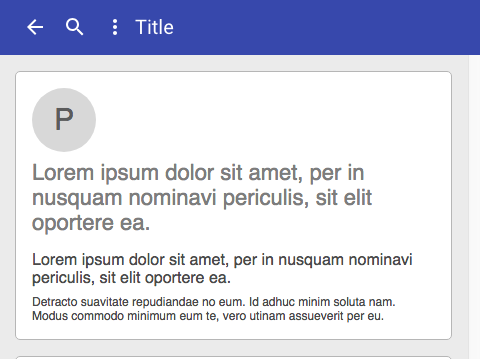 Title
P
Lorem ipsum dolor sit amet, per in
nusquam nominavi periculis, sit elit
oportere ea.
Lorem ipsum dolor sit amet, per in nusquam nominavi
periculis, sit elit oportere ea.
Detracto suavitate repudiandae no eum. Id adhuc minim soluta nam.
Modus commodo minimum eum te, vero utinam assueverit per eu.